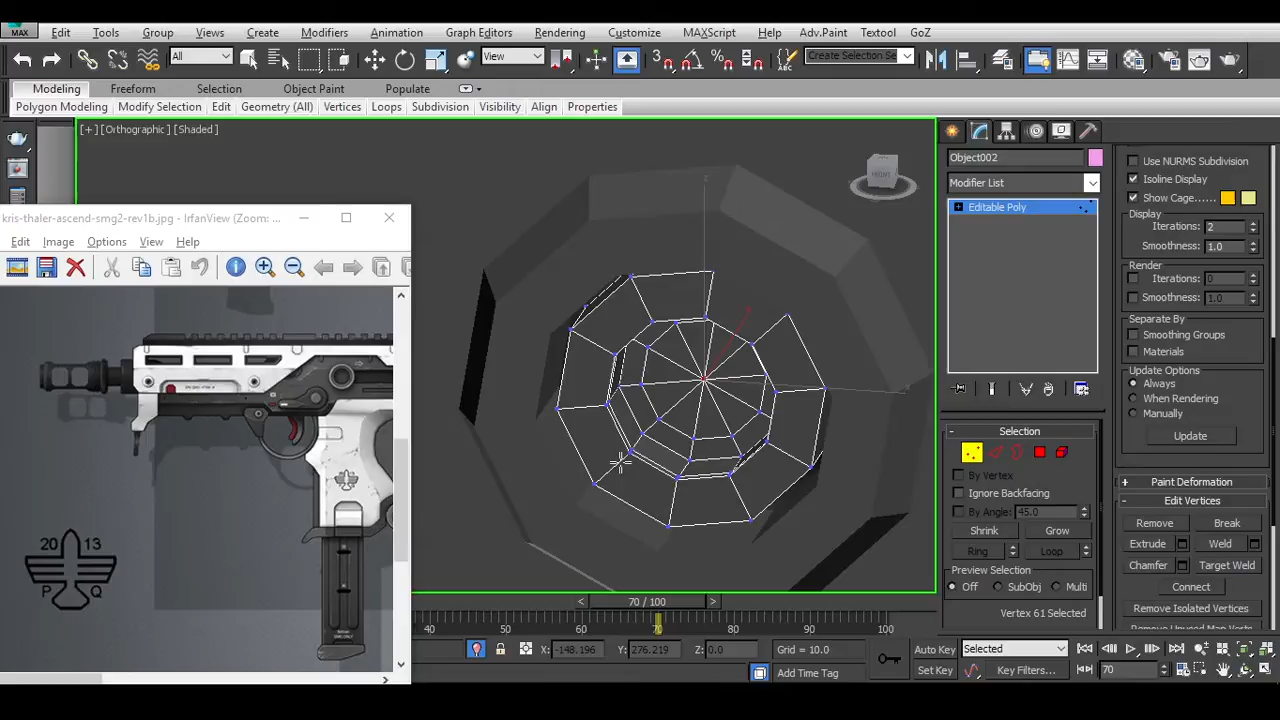 MAX Edit Tools Group Views Create Modifiers Animation Graph Editors Rendering Customize MAXScript Help Adv.Paint Textool GoZ
All View 3 Create Selection Se
Modeling Freeform Selection Object Paint Populate
Polygon Modeling Modify Selection Edit Geometry (All) Vertices Loops Subdivision Visibility Align Properties
[+] [Orthographic] [Shaded]
FRONT
kris-thaler-ascend-smg2-rev1b.jpg - IrfanView (Zoom: ...
Edit Image Options View Help
20 13
P Q
Object002
Modifier List
Editable Poly
Selection
By Vertex
Ignore Backfacing
By Angle: 45.0
Shrink Grow
Ring Loop
Preview Selection
Off SubObj Multi
Vertex 61 Selected
Use NURMS Subdivision
Isoline Display
Show Cage......
Display
Iterations: 2
Smoothness: 1.0
Render
Iterations: 0
Smoothness: 1.0
Separate By
Smoothing Groups
Materials
Update Options
Always
When Rendering
Manually
Update
Paint Deformation
Edit Vertices
Remove Break
Extrude Weld
Chamfer Target Weld
Connect
Remove Isolated Vertices
Remove Unused Map Verts
< 70 / 100 >
40 50 60 70 80 90 100
X: -148.196 Y: 276.219 Z: 0.0 Grid = 10.0 Auto Key Selected
Add Time Tag Set Key Key Filters... 70